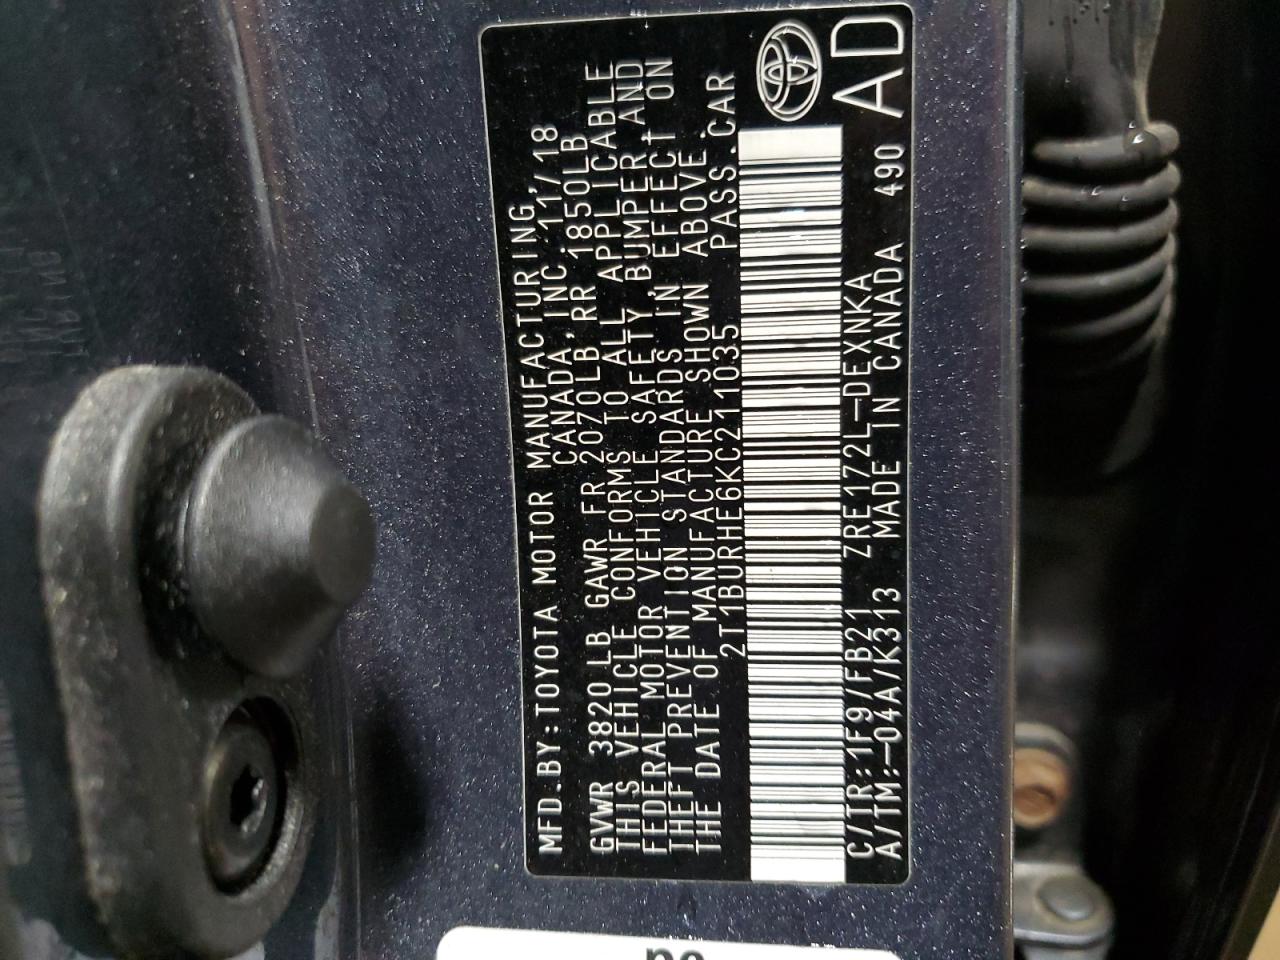 MFD.BY:TOYOTA MOTOR MANUFACTURING,
CANADA,INC. 11/18
GVWR 3820 LB GAWR FR 2070LB,RR 1850LB
THIS VEHICLE CONFORMS TO ALL APPLICABLE
FEDERAL MOTOR VEHICLE SAFETY,BUMPER AND
THEFT PREVENTION STANDARDS IN EFFECT ON
THE DATE OF MANUFACTURE SHOWN ABOVE.
2T1BURHE6KC211035 PASS.CAR
C/TR:1F9/FB21 ZRE172L-DEXNKA 490
A/TM:-04A/K313 MADE IN CANADA
AD